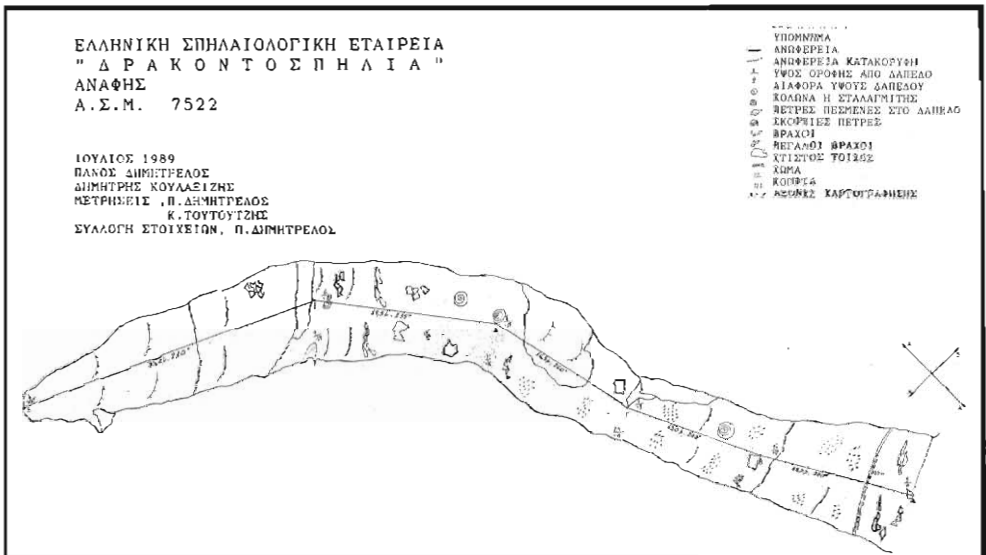 ΕΛΛΗΝΙΚΗ ΣΠΗΛΑΙΟΛΟΓΙΚΗ ΕΤΑΙΡΕΙΑ
" Δ Ρ Α Κ Ο Ν Τ Ο Σ Π Η Λ Ι Α "
ΑΝΑΦΗΣ
Α.Σ.Μ. 7522
ΙΟΥΛΙΟΣ 1989
ΠΑΝΟΣ ΔΗΜΗΤΡΕΛΟΣ
ΔΗΜΗΤΡΗΣ ΚΟΥΛΑΞΙΖΗΣ
ΜΕΤΡΗΣΕΙΣ ,Π.ΔΗΜΗΤΡΕΛΟΣ
Κ.ΤΟΥΤΟΥΤΖΗΣ
ΣΥΛΛΟΓΗ ΣΤΟΙΧΕΙΩΝ, Π.ΔΗΜΗΤΡΕΛΟΣ
ΥΠΟΜΝΗΜΑ
ΑΝΩΦΕΡΕΙΑ
ΑΝΩΦΕΡΕΙΑ ΚΑΤΑΚΟΡΥΦΗ
ΥΨΟΣ ΟΡΟΦΗΣ ΑΠΟ ΔΑΠΕΔΟ
ΔΙΑΦΟΡΑ ΥΨΟΥΣ ΔΑΠΕΔΟΥ
ΚΟΛΩΝΑ Η ΣΤΑΛΑΓΜΙΤΗΣ
ΠΕΤΡΕΣ ΠΕΣΜΕΝΕΣ ΣΤΟ ΔΑΠΕΔΟ
ΣΚΟΡΠΙΕΣ ΠΕΤΡΕΣ
ΒΡΑΧΟΙ
ΜΕΓΑΛΟΙ ΒΡΑΧΟΙ
ΧΤΙΣΤΟΣ ΤΟΙΧΟΣ
ΧΩΜΑ
ΚΟΠΡΙΑ
ΑΞΟΝΕΣ ΧΑΡΤΟΓΡΑΦΗΣΗΣ